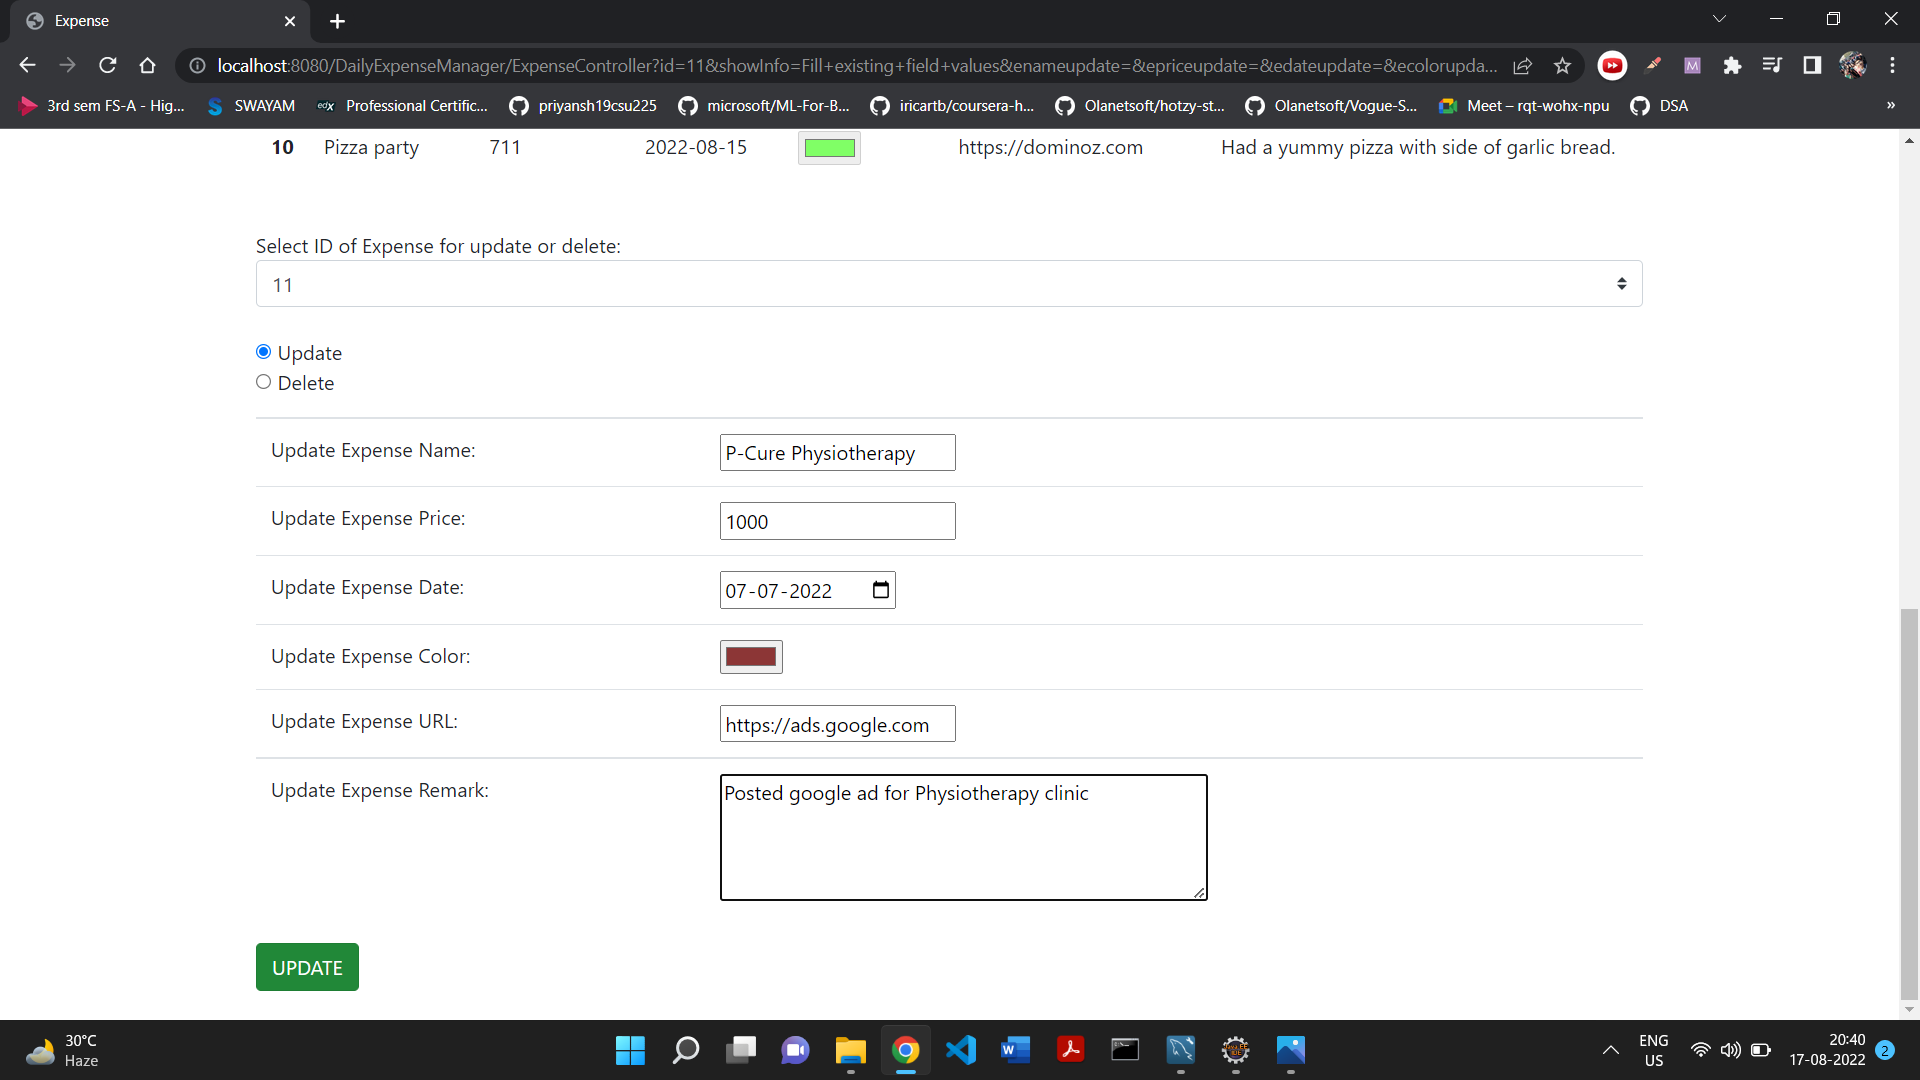 Expense
localhost:8080/DailyExpenseManager/ExpenseController?id=11&showInfo=Fill+existing+field+values&enameupdate=&epriceupdate=&edateupdate=&ecolorupda...
3rd sem FS-A - Hig... SWAYAM edX Professional Certific... priyansh19csu225 microsoft/ML-For-B... iricartb/coursera-h... Olanetsoft/hotzy-st... Olanetsoft/Vogue-S... Meet – rqt-wohx-npu DSA »
10 Pizza party 711 2022-08-15 https://dominoz.com Had a yummy pizza with side of garlic bread.
Select ID of Expense for update or delete:
11
Update
Delete
Update Expense Name: P-Cure Physiotherapy
Update Expense Price: 1000
Update Expense Date: 07-07-2022
Update Expense Color:
Update Expense URL: https://ads.google.com
Update Expense Remark: Posted google ad for Physiotherapy clinic
UPDATE
30°C
Haze
ENG
US
20:40
17-08-2022
2